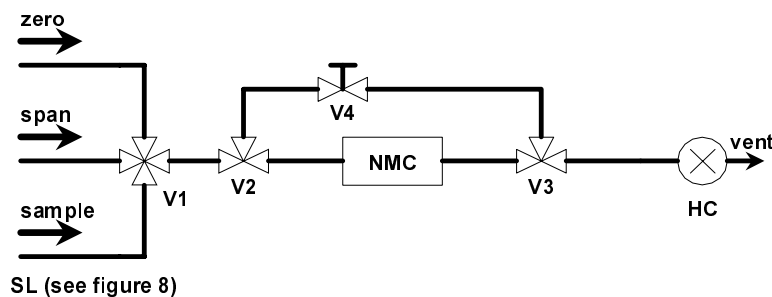 zero
span
sample
V1
V2
V4
NMC
V3
HC
vent
SL (see figure 8)